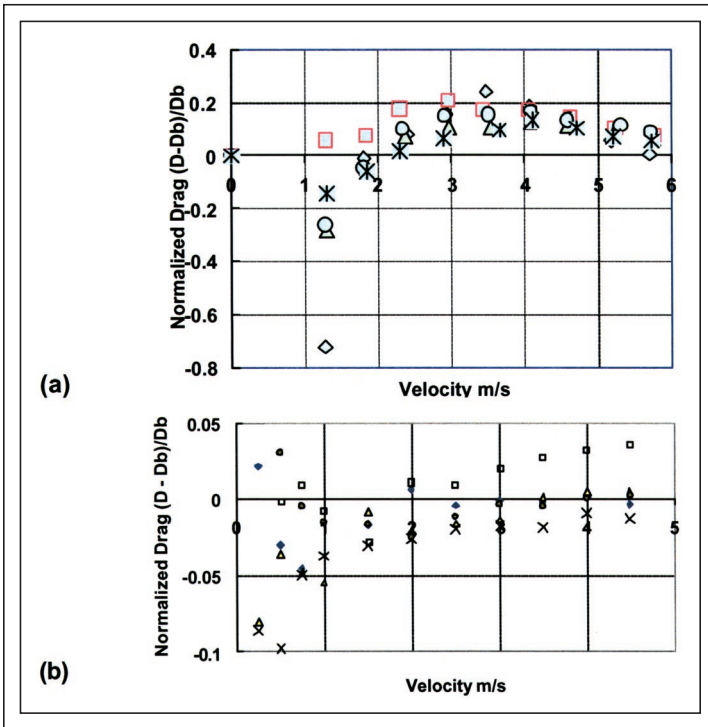 0.4
0.2
0
-0.2
-0.4
-0.6
-0.8
Normalized Drag (D-Db)/Db
0 1 2 3 4 5 6
Velocity m/s
(a)
0.05
0
-0.05
-0.1
Normalized Drag (D - Db)/Db
0 1 2 3 4 5
Velocity m/s
(b)